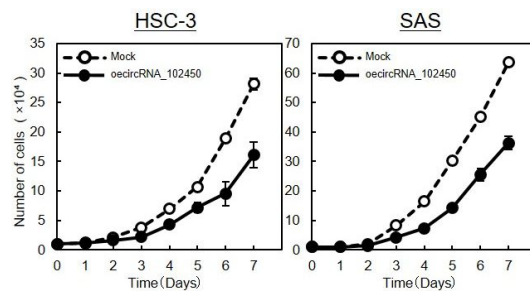 HSC-3
SAS
Number of cells ( ×10⁴)
35
30
25
20
15
10
5
0
Mock
oecircRNA_102450
0 1 2 3 4 5 6 7
Time(Days)
70
60
50
40
30
20
10
0
Mock
oecircRNA_102450
0 1 2 3 4 5 6 7
Time(Days)